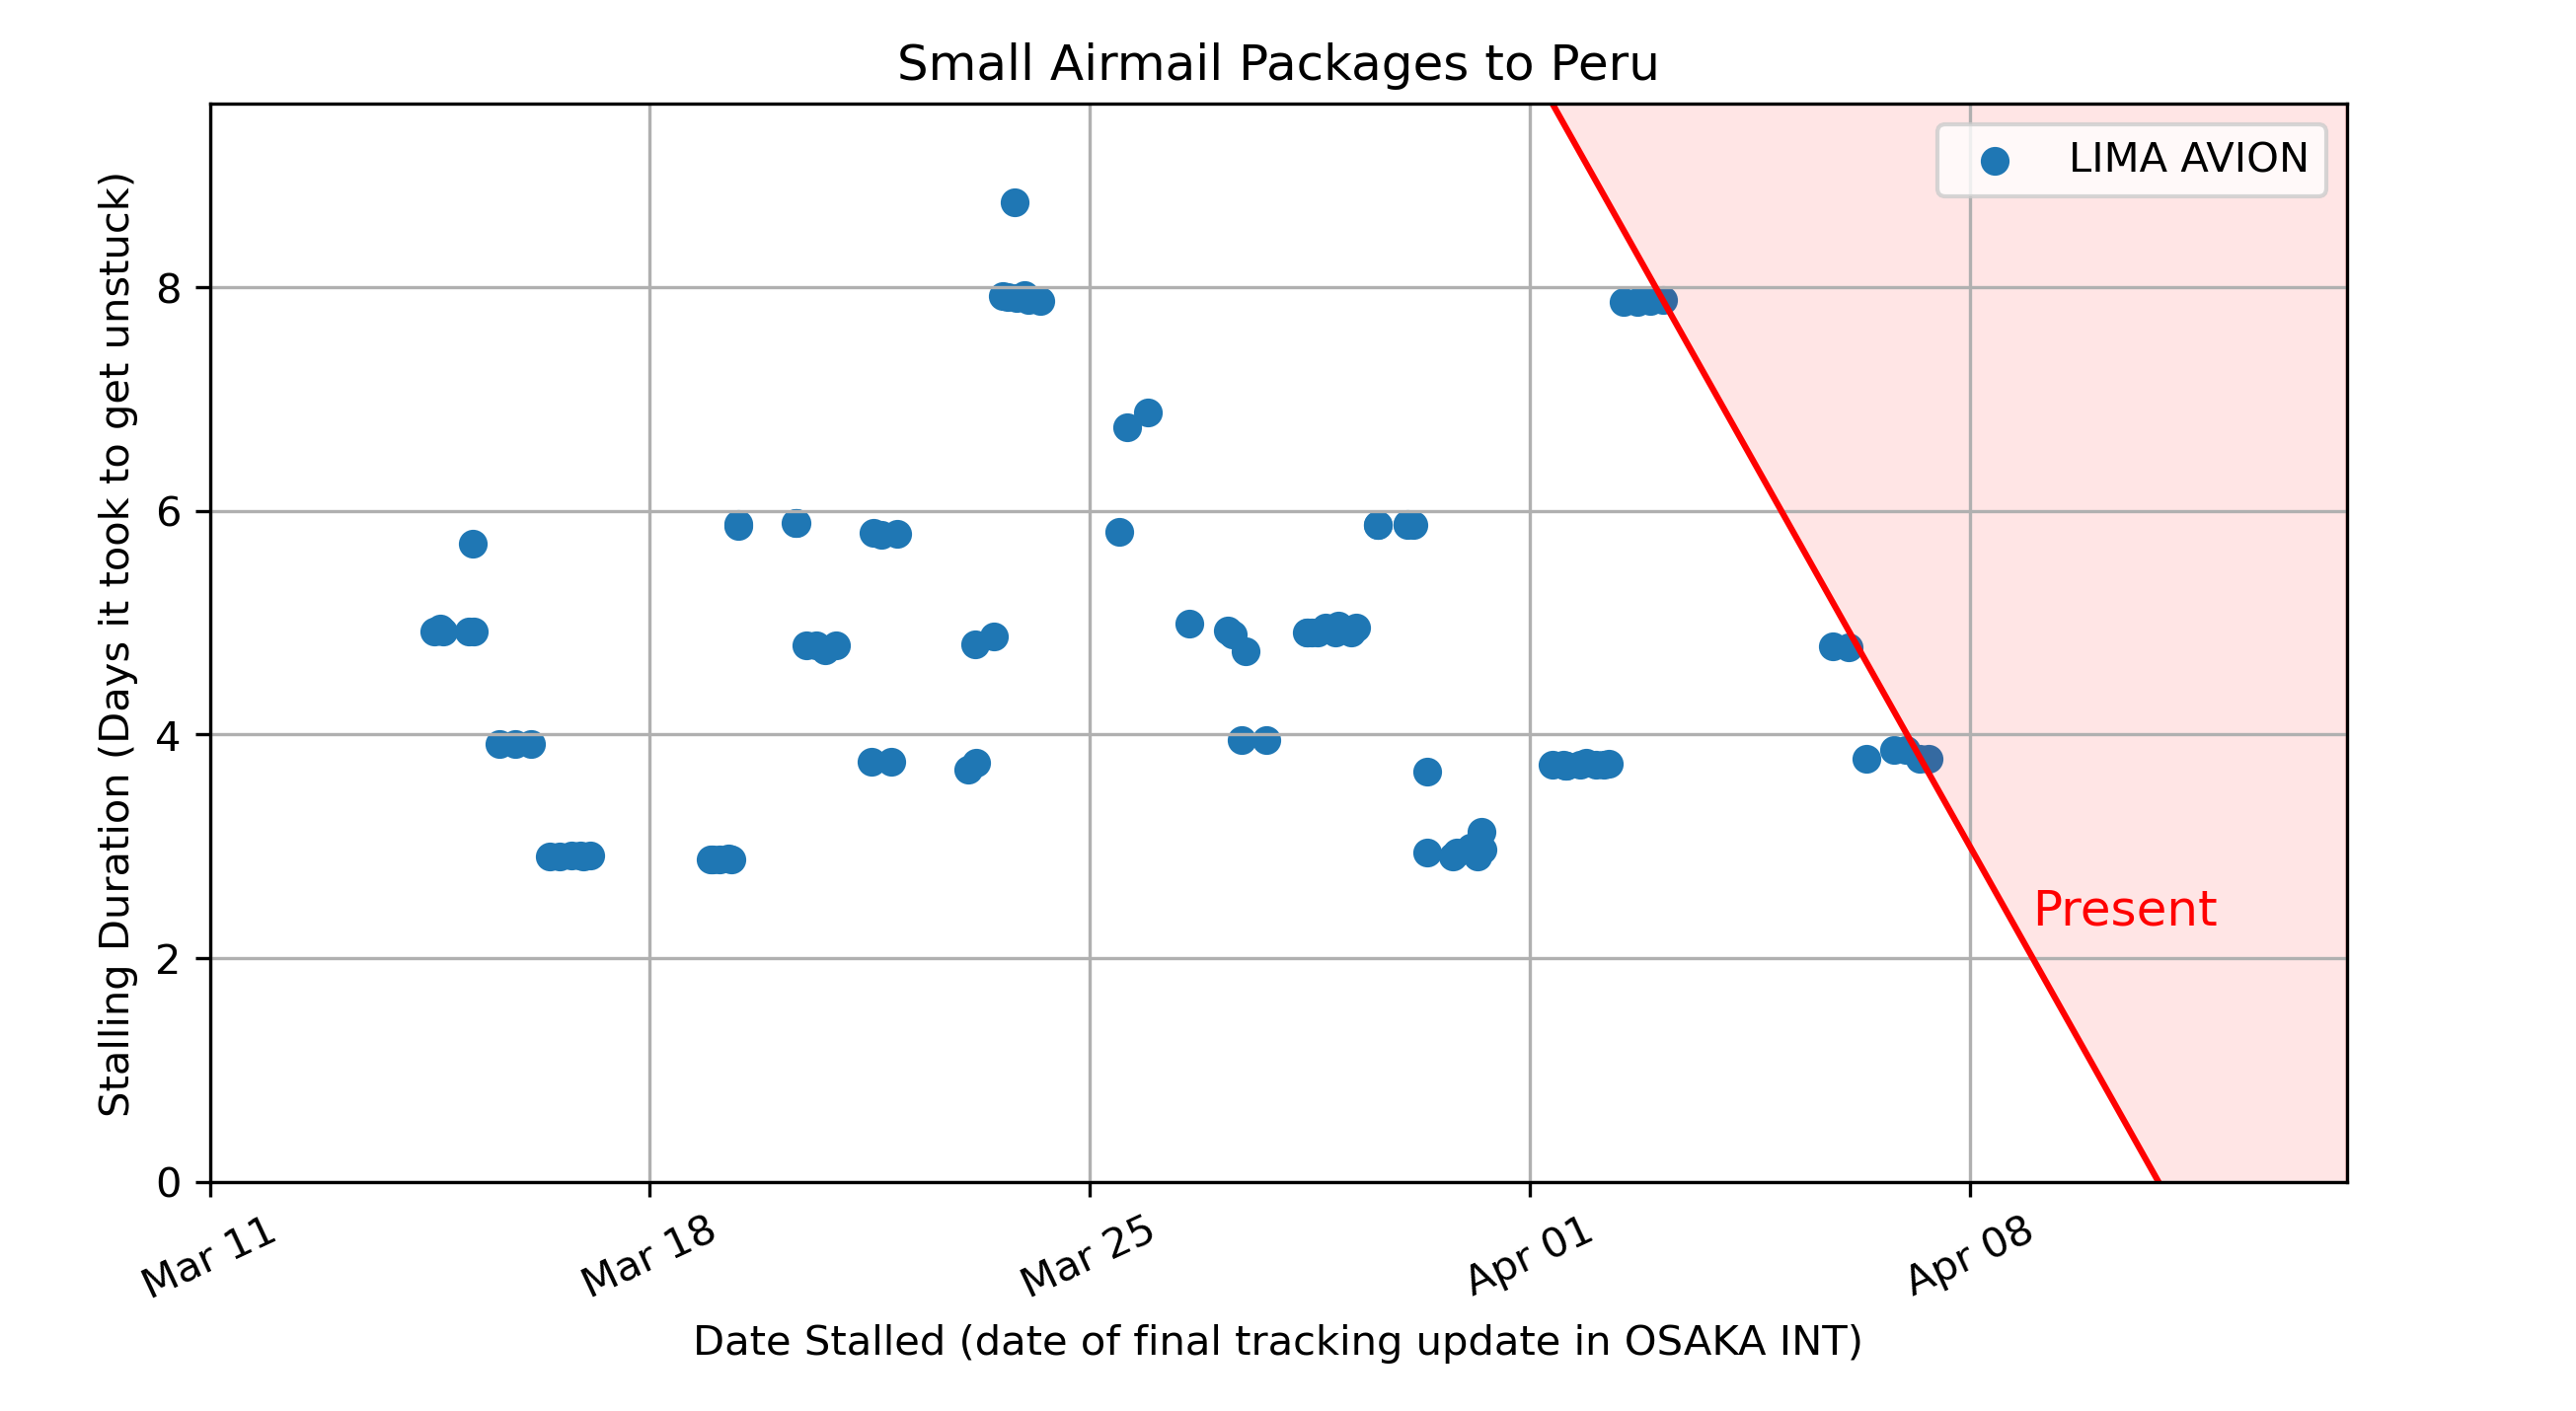 Small Airmail Packages to Peru
LIMA AVION
Stalling Duration (Days it took to get unstuck)
8
6
4
2
0
Present
Mar 11
Mar 18
Mar 25
Apr 01
Apr 08
Date Stalled (date of final tracking update in OSAKA INT)